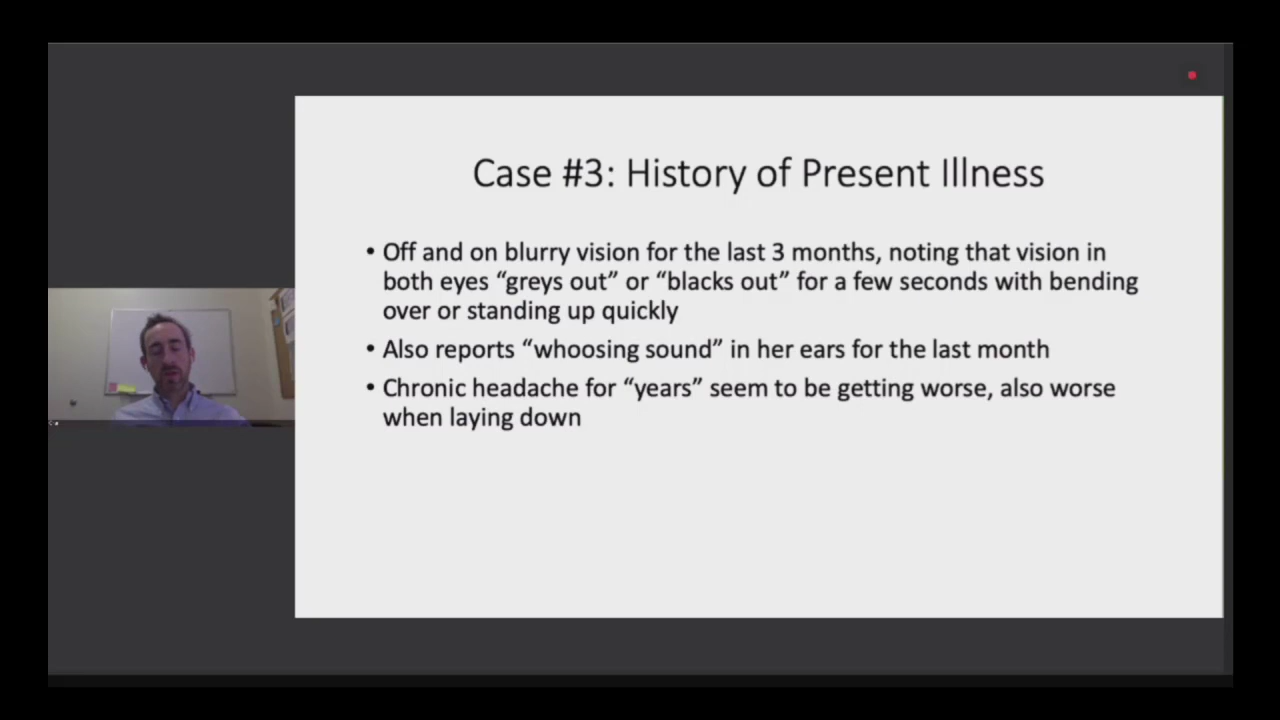 Case #3: History of Present Illness
• Off and on blurry vision for the last 3 months, noting that vision in
both eyes “greys out” or “blacks out” for a few seconds with bending
over or standing up quickly
• Also reports “whoosing sound” in her ears for the last month
• Chronic headache for “years” seem to be getting worse, also worse
when laying down